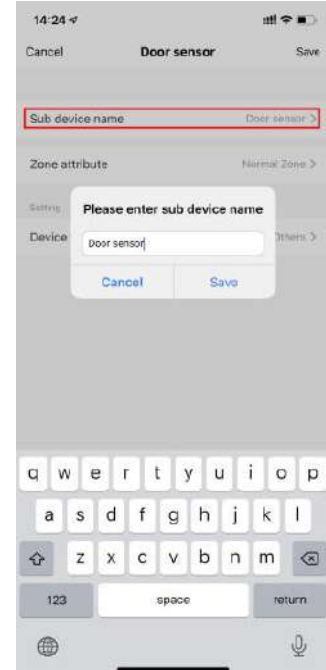 14:24
Cancel Door sensor Save
Sub device name Door sensor >
Zone attribute Normal Zone >
Setting
Please enter sub device name
Device Others >
Door sensor
Cancel Save
q w e r t y u i o p
a s d f g h j k l
z x c v b n m
123 space return